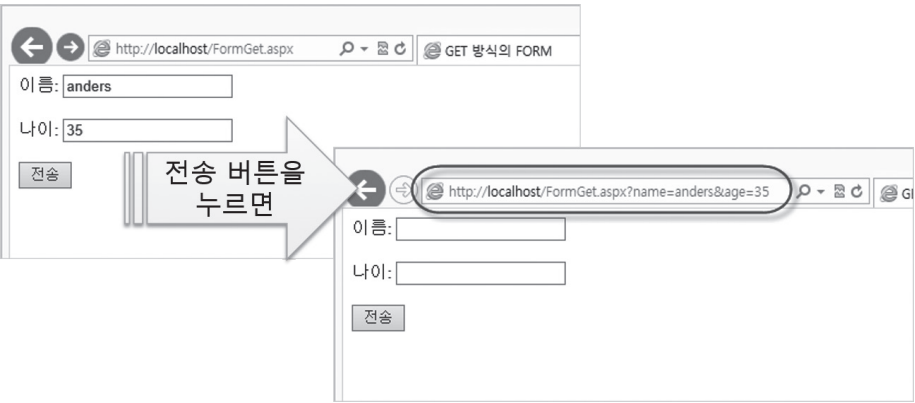 http://localhost/FormGet.aspx
GET 방식의 FORM
이름: anders
나이: 35
전송
전송 버튼을
누르면
http://localhost/FormGet.aspx?name=anders&age=35
이름:
나이:
전송